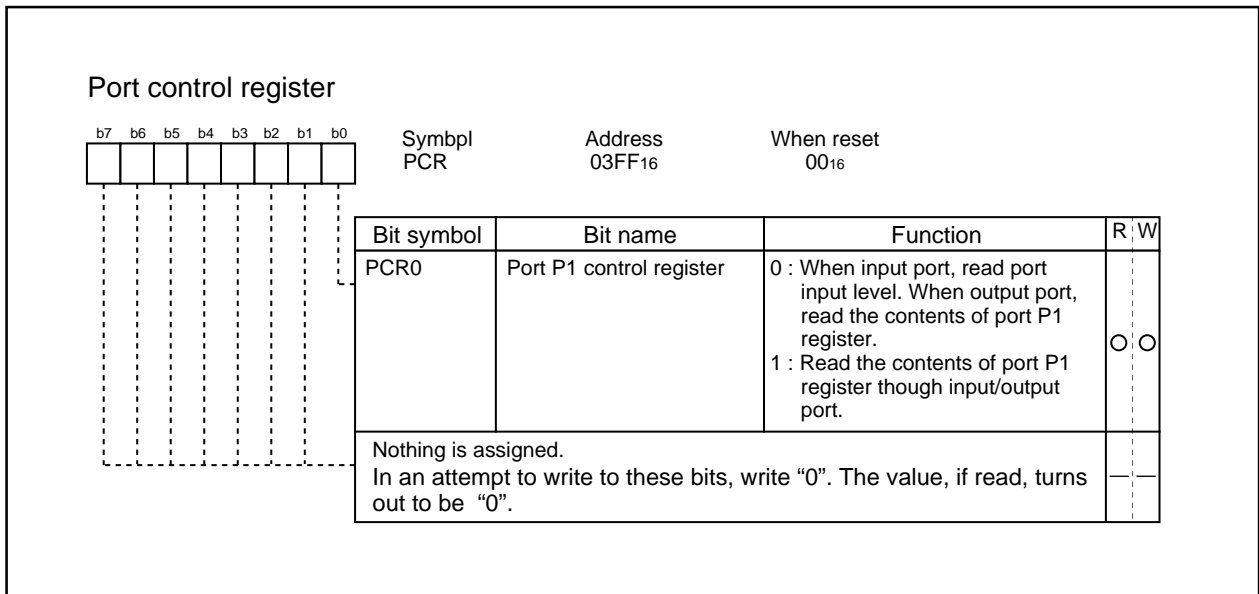 Port control register
b7 b6 b5 b4 b3 b2 b1 b0
Symbpl Address When reset
PCR 03FF16 0016
Bit symbol Bit name Function R W
PCR0 Port P1 control register 0 : When input port, read port
input level. When output port,
read the contents of port P1
register.
1 : Read the contents of port P1
register though input/output
port.
Nothing is assigned.
In an attempt to write to these bits, write “0”. The value, if read, turns
out to be “0”.